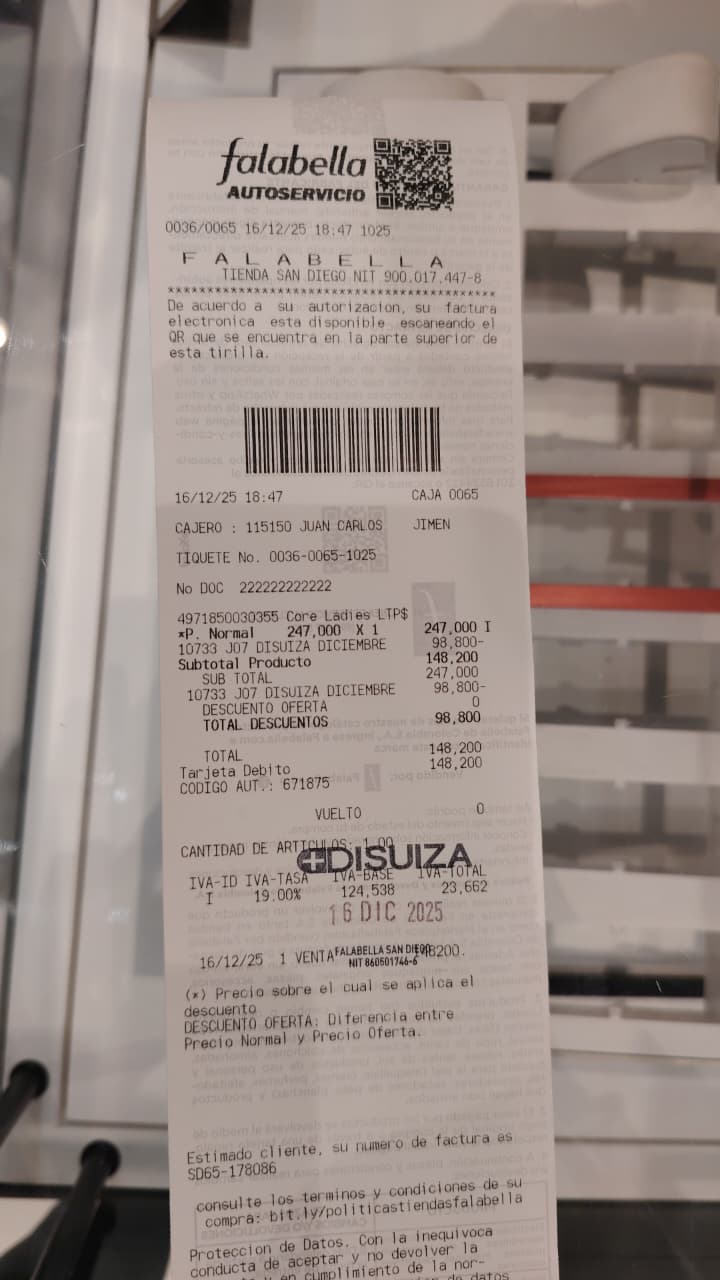 falabella
AUTOSERVICIO
0036/0065 16/12/25 18:47 1025
F A L A B E L L A
TIENDA SAN DIEGO NIT 900.017.447-8
****************************************************
De acuerdo a su autorizacion, su factura
electronica esta disponible escaneando el
QR que se encuentra en la parte superior de
esta tirilla.
16/12/25 18:47 CAJA 0065
CAJERO : 115150 JUAN CARLOS JIMEN
TIQUETE No. 0036-0065-1025
No DOC 222222222222
4971850030355 Core Ladies LTP$
*P. Normal 247,000 X 1 247,000 I
10733 J07 DISUIZA DICIEMBRE 98,800-
Subtotal Producto 148,200
SUB TOTAL 247,000
10733 J07 DISUIZA DICIEMBRE 98,800-
DESCUENTO OFERTA 0
TOTAL DESCUENTOS 98,800
TOTAL 148,200
Tarjeta Debito 148,200
CODIGO AUT.: 671875
VUELTO 0
CANTIDAD DE ARTICULOS: 1.00
DISUIZA
IVA-ID IVA-TASA IVA-BASE IVA-TOTAL
I 19.00% 124,538 23,662
16 DIC 2025
16/12/25 1 VENTA 148200.
FALABELLA SAN DIEGO
NIT 860501746-6
(*) Precio sobre el cual se aplica el
descuento
DESCUENTO OFERTA: Diferencia entre
Precio Normal y Precio Oferta.
Estimado cliente, su numero de factura es
SD65-178086
consulte los terminos y condiciones de su
compra: bit.ly/politicastiendasfalabella
Proteccion de Datos. Con la inequivoca
conducta de aceptar y no devolver la
y en cumplimiento de la nor-
de datos